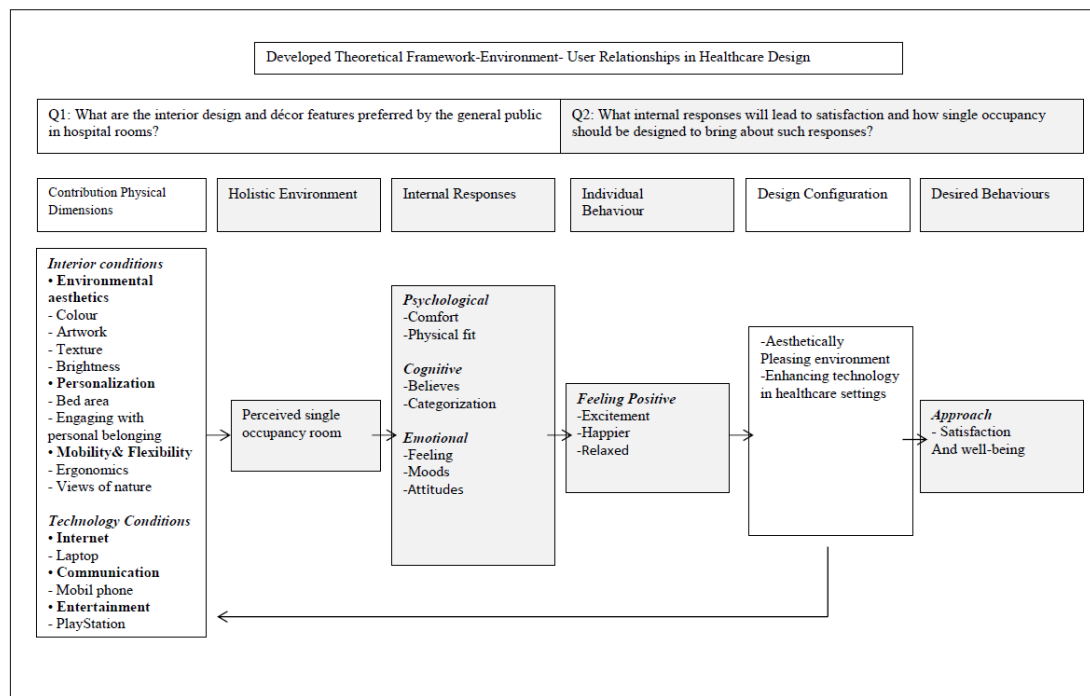 Developed Theoretical Framework-Environment- User Relationships in Healthcare Design
Q1: What are the interior design and décor features preferred by the general public
in hospital rooms?
Q2: What internal responses will lead to satisfaction and how single occupancy
should be designed to bring about such responses?
Contribution Physical
Dimensions
Holistic Environment
Internal Responses
Individual
Behaviour
Design Configuration
Desired Behaviours
Interior conditions
• Environmental
aesthetics
- Colour
- Artwork
- Texture
- Brightness
• Personalization
- Bed area
- Engaging with
personal belonging
• Mobility& Flexibility
- Ergonomics
- Views of nature
Technology Conditions
• Internet
- Laptop
• Communication
- Mobil phone
• Entertainment
- PlayStation
Perceived single
occupancy room
Psychological
-Comfort
-Physical fit
Cognitive
-Believes
-Categorization
Emotional
-Feeling
-Moods
-Attitudes
Feeling Positive
-Excitement
-Happier
-Relaxed
-Aesthetically
Pleasing environment
-Enhancing technology
in healthcare settings
Approach
- Satisfaction
And well-being